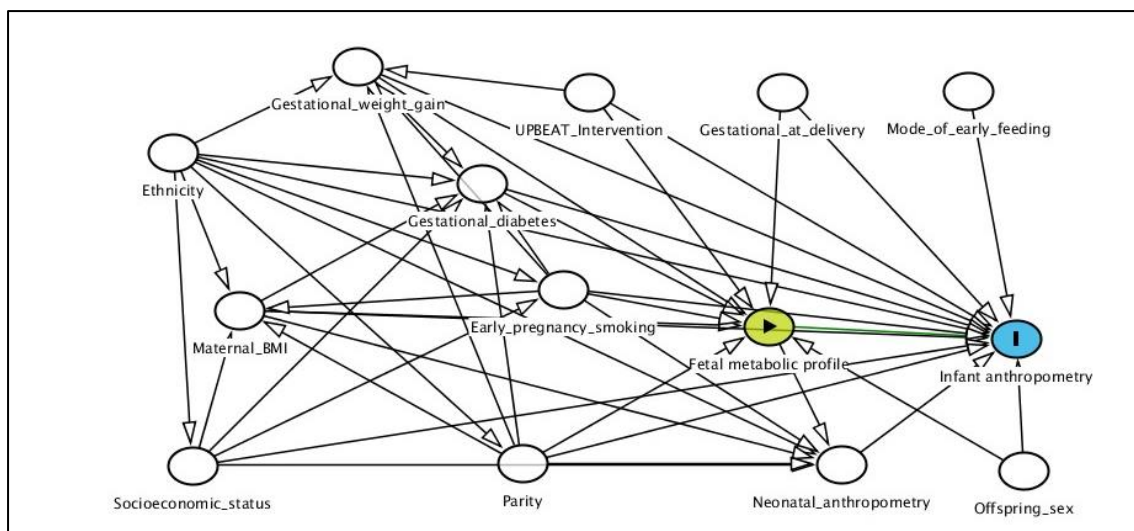 Gestational_weight_gain
UPBEAT_Intervention
Gestational_at_delivery
Mode_of_early_feeding
Ethnicity
Gestational_diabetes
Early_pregnancy_smoking
Maternal_BMI
Fetal metabolic profile
Infant anthropometry
Socioeconomic_status
Parity
Neonatal_anthropometry
Offspring_sex